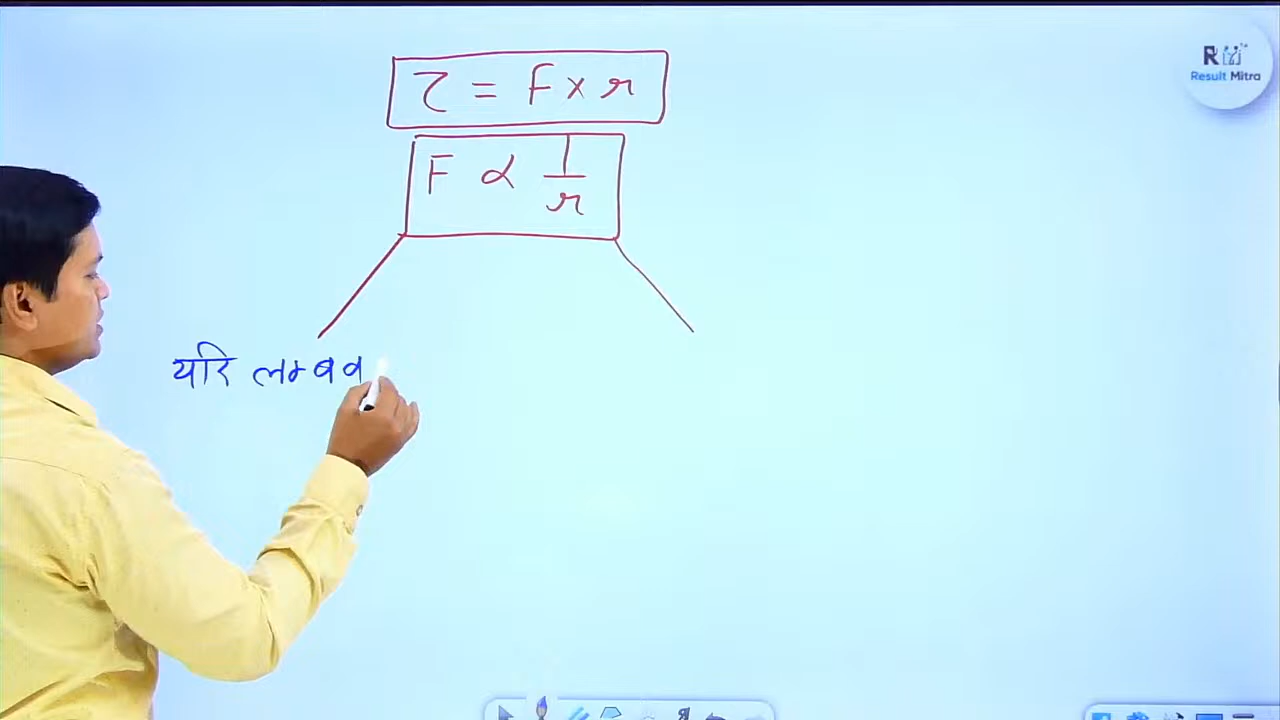 Result Mitra
τ = F × r
F ∝ 1/r
यदि लम्बव